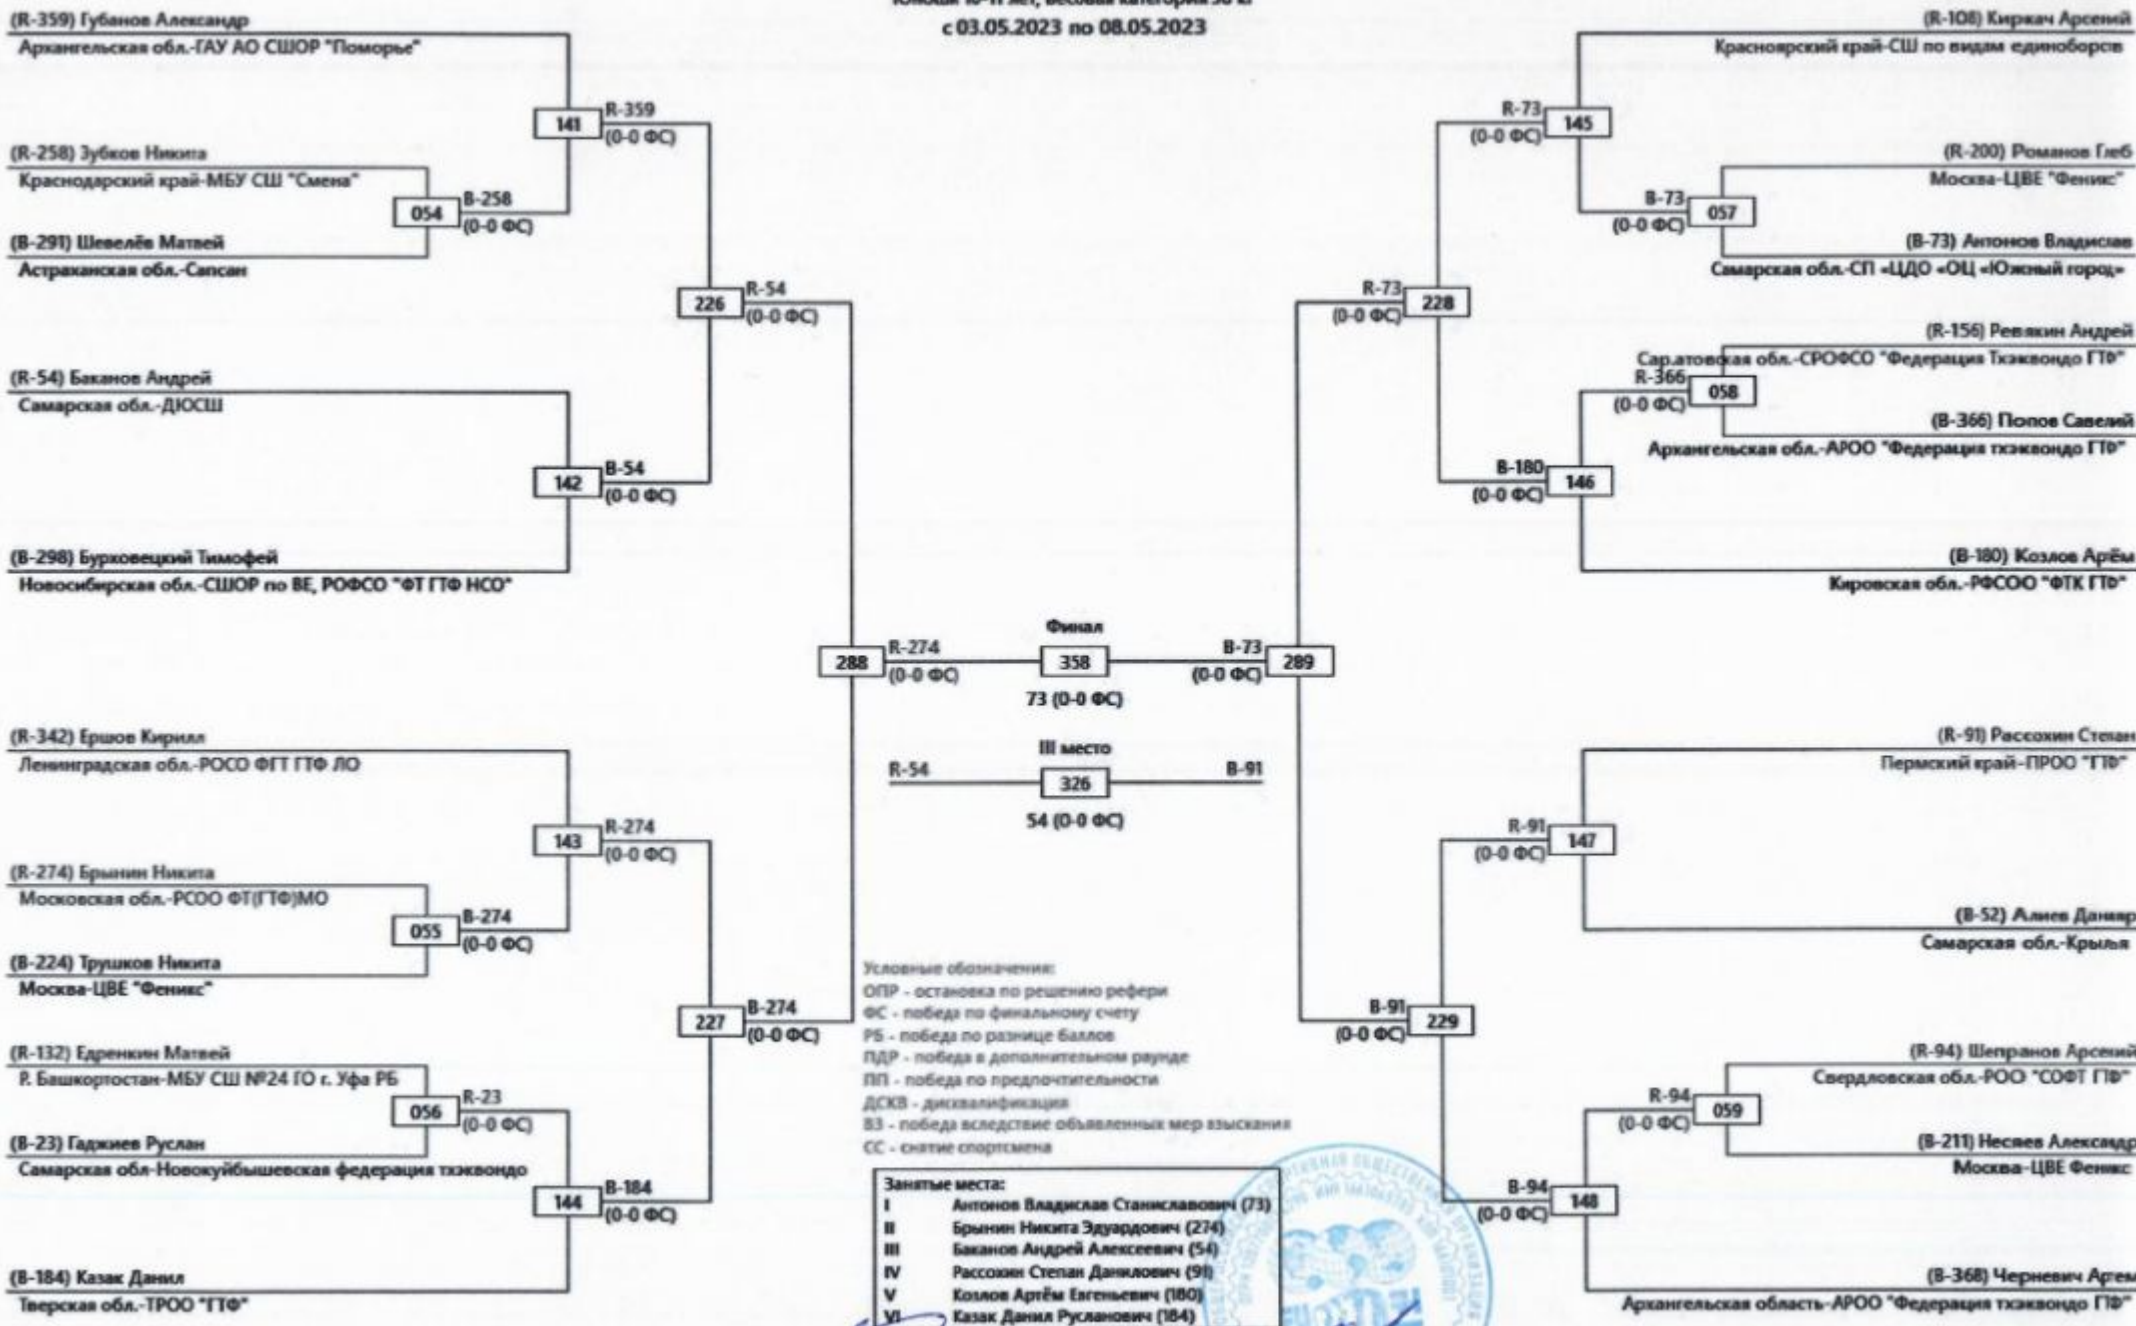 с 03.05.2023 по 08.05.2023
(R-359) Губанов Александр
Архангельская обл.-ГАУ АО СШОР "Поморье"
141
R-359
(0-0 ФС)
(R-258) Зубков Никита
Краснодарский край-МБУ СШ "Смена"
054
B-258
(0-0 ФС)
(B-291) Шевелёв Матвей
Астраханская обл.-Сапсан
226
R-54
(0-0 ФС)
(R-54) Баканов Андрей
Самарская обл.-ДЮСШ
142
B-54
(0-0 ФС)
(B-298) Бурховецкий Тимофей
Новосибирская обл.-СШОР по ВЕ, РОФСО "ФТ ГТФ НСО"
288
R-274
(0-0 ФС)
(R-342) Ершов Кирилл
Ленинградская обл.-РОСО ФГТ ГТФ ЛО
143
R-274
(0-0 ФС)
(R-274) Брынин Никита
Московская обл.-РСОО ФТ(ГТФ)МО
055
B-274
(0-0 ФС)
(B-224) Трушков Никита
Москва-ЦВЕ "Феникс"
227
B-274
(0-0 ФС)
(R-132) Едренкин Матвей
Р. Башкортостан-МБУ СШ №24 ГО г. Уфа РБ
056
R-23
(0-0 ФС)
(B-23) Гаджиев Руслан
Самарская обл-Новокуйбышевская федерация тхэквондо
144
B-184
(0-0 ФС)
(B-184) Казак Данил
Тверская обл.-ТРОО "ГТФ"
Финал
358
73 (0-0 ФС)
III место
R-54
326
B-91
54 (0-0 ФС)
(R-108) Киркач Арсений
Красноярский край-СШ по видам единоборств
R-73
(0-0 ФС)
145
(R-200) Романов Глеб
Москва-ЦВЕ "Феникс"
B-73
(0-0 ФС)
057
(B-73) Антонов Владислав
Самарская обл.-СП «ЦДО «ОЦ «Южный город»
R-73
(0-0 ФС)
228
(R-156) Ревякин Андрей
Сар.атовская обл.-СРОФСО "Федерация Тхэквондо ГТФ"
R-366
(0-0 ФС)
058
(B-366) Попов Савелий
Архангельская обл.-АРОО "Федерация тхэквондо ГТФ"
B-180
(0-0 ФС)
146
(B-180) Козлов Артём
Кировская обл.-РФСОО "ФТК ГТФ"
B-73
(0-0 ФС)
289
(R-91) Рассохин Степан
Пермский край-ПРОО "ГТФ"
R-91
(0-0 ФС)
147
(B-52) Алиев Данияр
Самарская обл.-Крылья
B-91
(0-0 ФС)
229
(R-94) Шепранов Арсений
Свердловская обл.-РОО "СОФТ ГТФ"
R-94
(0-0 ФС)
059
(B-211) Несяев Александр
Москва-ЦВЕ Феникс
B-94
(0-0 ФС)
148
(B-368) Черневич Артем
Архангельская область-АРОО "Федерация тхэквондо ГТФ"
Условные обозначения:
ОПР - остановка по решению рефери
ФС - победа по финальному счету
РБ - победа по разнице баллов
ПДР - победа в дополнительном раунде
ПП - победа по предпочтительности
ДСКВ - дисквалификация
ВЗ - победа вследствие объявленных мер взыскания
СС - снятие спортсмена
Занятые места:
I Антонов Владислав Станиславович (73)
II Брынин Никита Эдуардович (274)
III Баканов Андрей Алексеевич (54)
IV Рассохин Степан Данилович (91)
V Козлов Артём Евгеньевич (180)
VI Казак Данил Русланович (184)